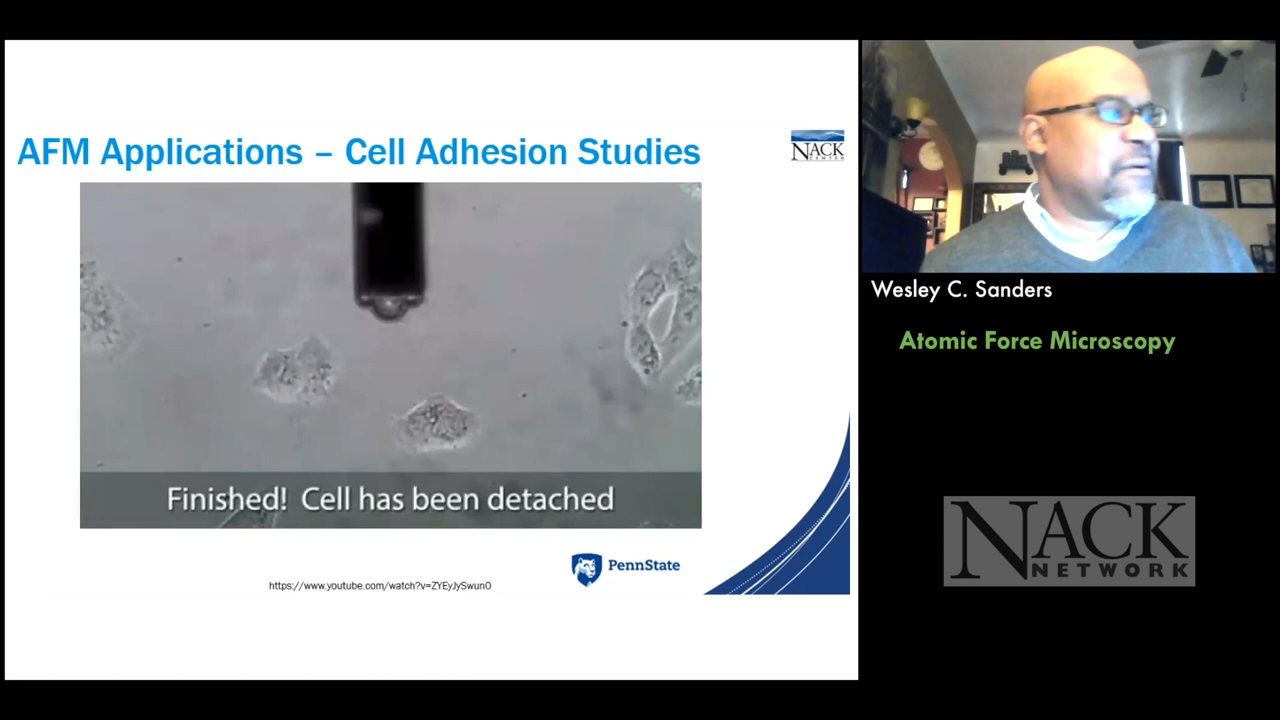 AFM Applications – Cell Adhesion Studies
NACK
CENTER
Finished! Cell has been detached
PennState
https://www.youtube.com/watch?v=ZYEyJySwun0
Wesley C. Sanders
Atomic Force Microscopy
NACK
NETWORK